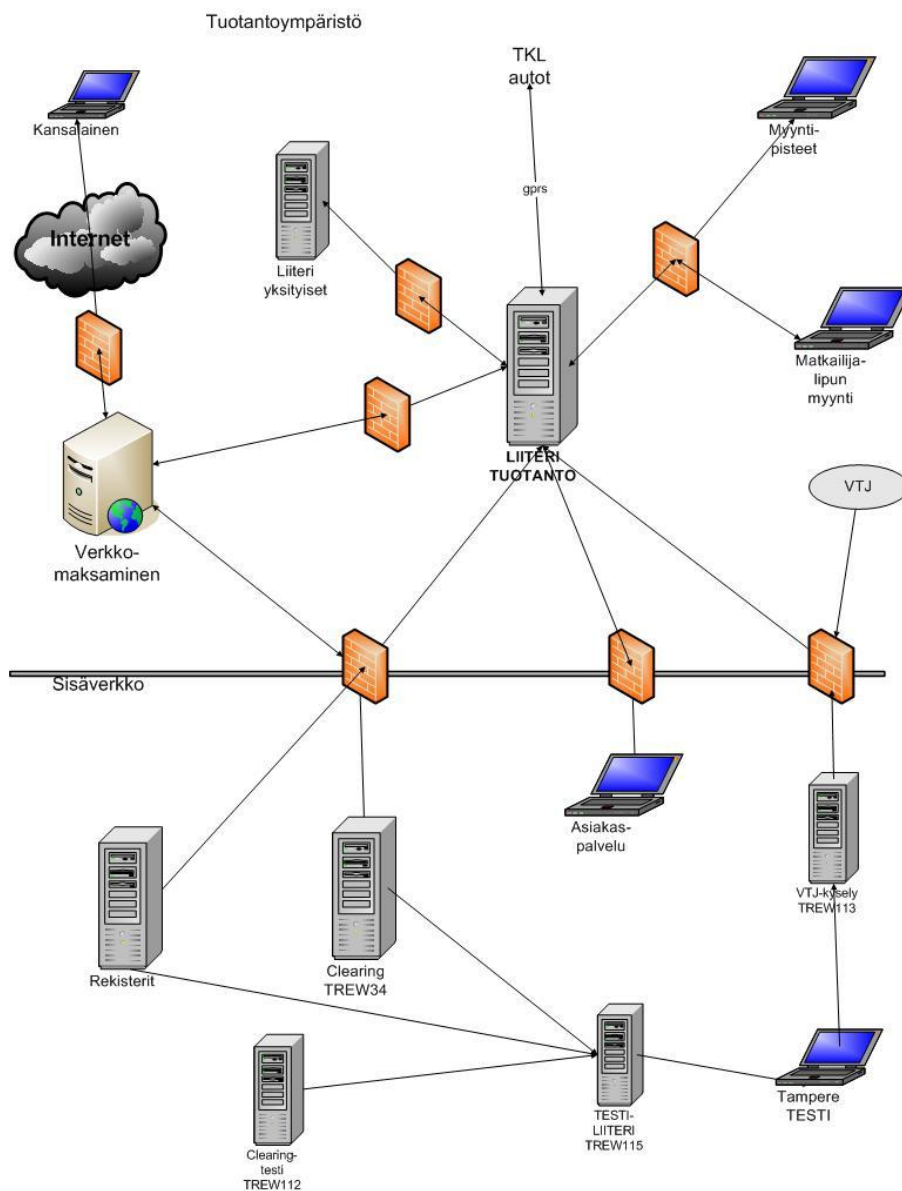 Tuotantoympäristö
TKL
autot
Kansalainen
Myynti-
pisteet
gprs
Internet
Liiteri
yksityiset
Matkailija-
lipun
myynti
LIITERI
TUOTANTO
VTJ
Verkko-
maksaminen
Sisäverkko
Asiakas-
palvelu
VTJ-kysely
TREW113
Rekisterit
Clearing
TREW34
Tampere
TESTI
TESTI-
LIITERI
TREW115
Clearing-
testi
TREW112